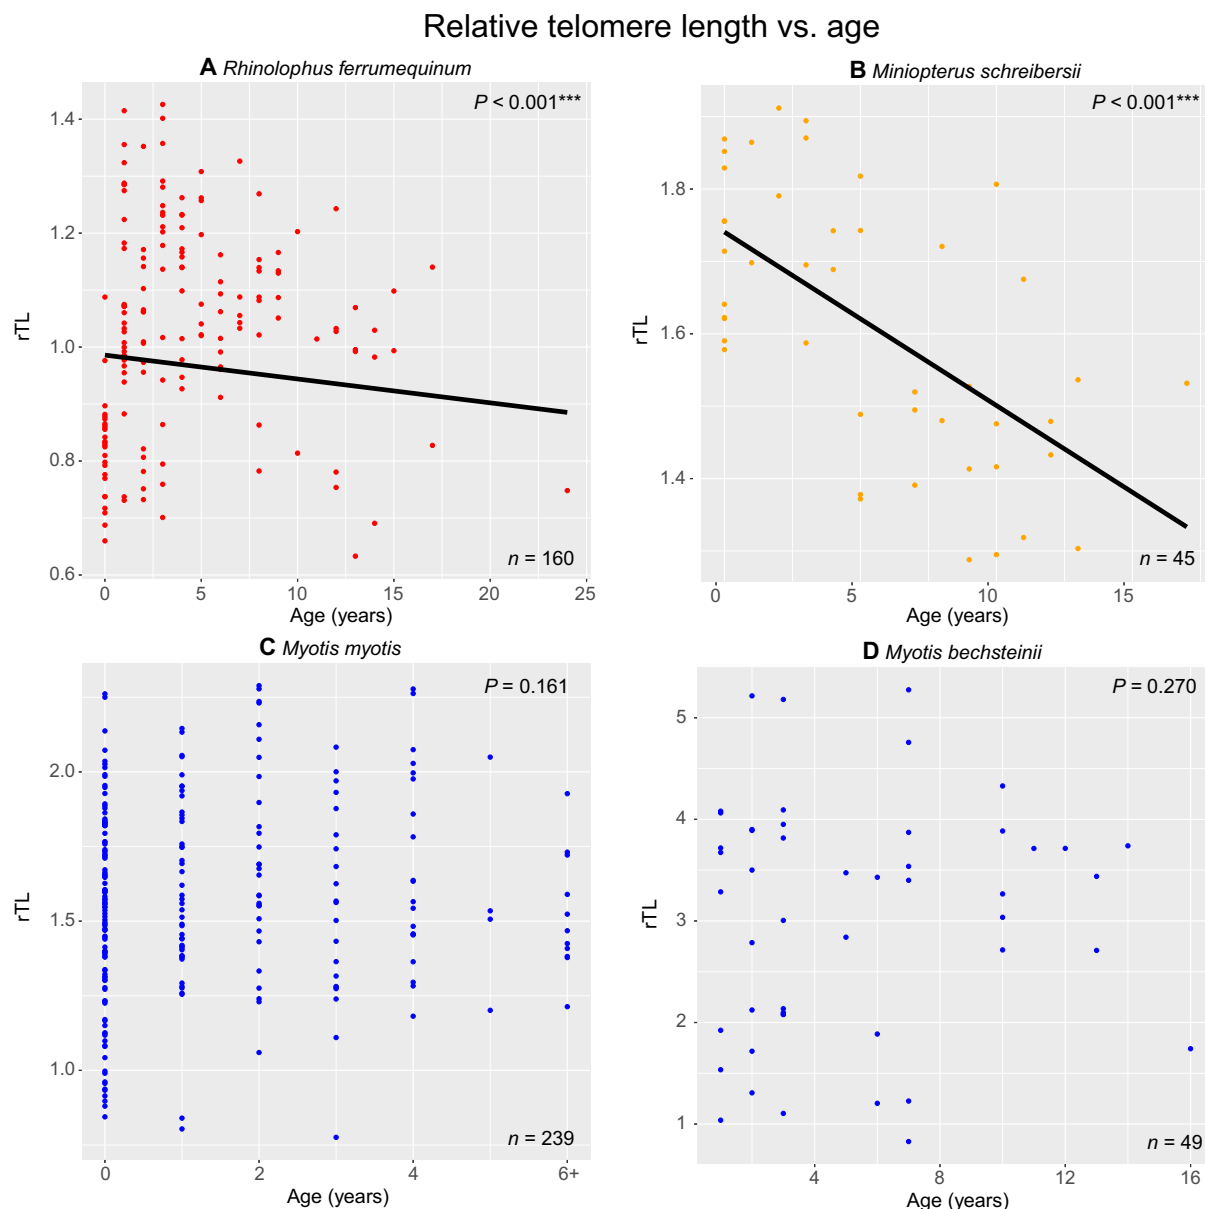 Relative telomere length vs. age
A Rhinolophus ferrumequinum
P < 0.001***
1.4
1.2
1.0
0.8
0.6
rTL
n = 160
0 5 10 15 20 25
Age (years)
B Miniopterus schreibersii
P < 0.001***
1.8
1.6
1.4
rTL
n = 45
0 5 10 15
Age (years)
C Myotis myotis
P = 0.161
2.0
1.5
1.0
rTL
n = 239
0 2 4 6+
Age (years)
D Myotis bechsteinii
P = 0.270
5
4
3
2
1
rTL
n = 49
4 8 12 16
Age (years)